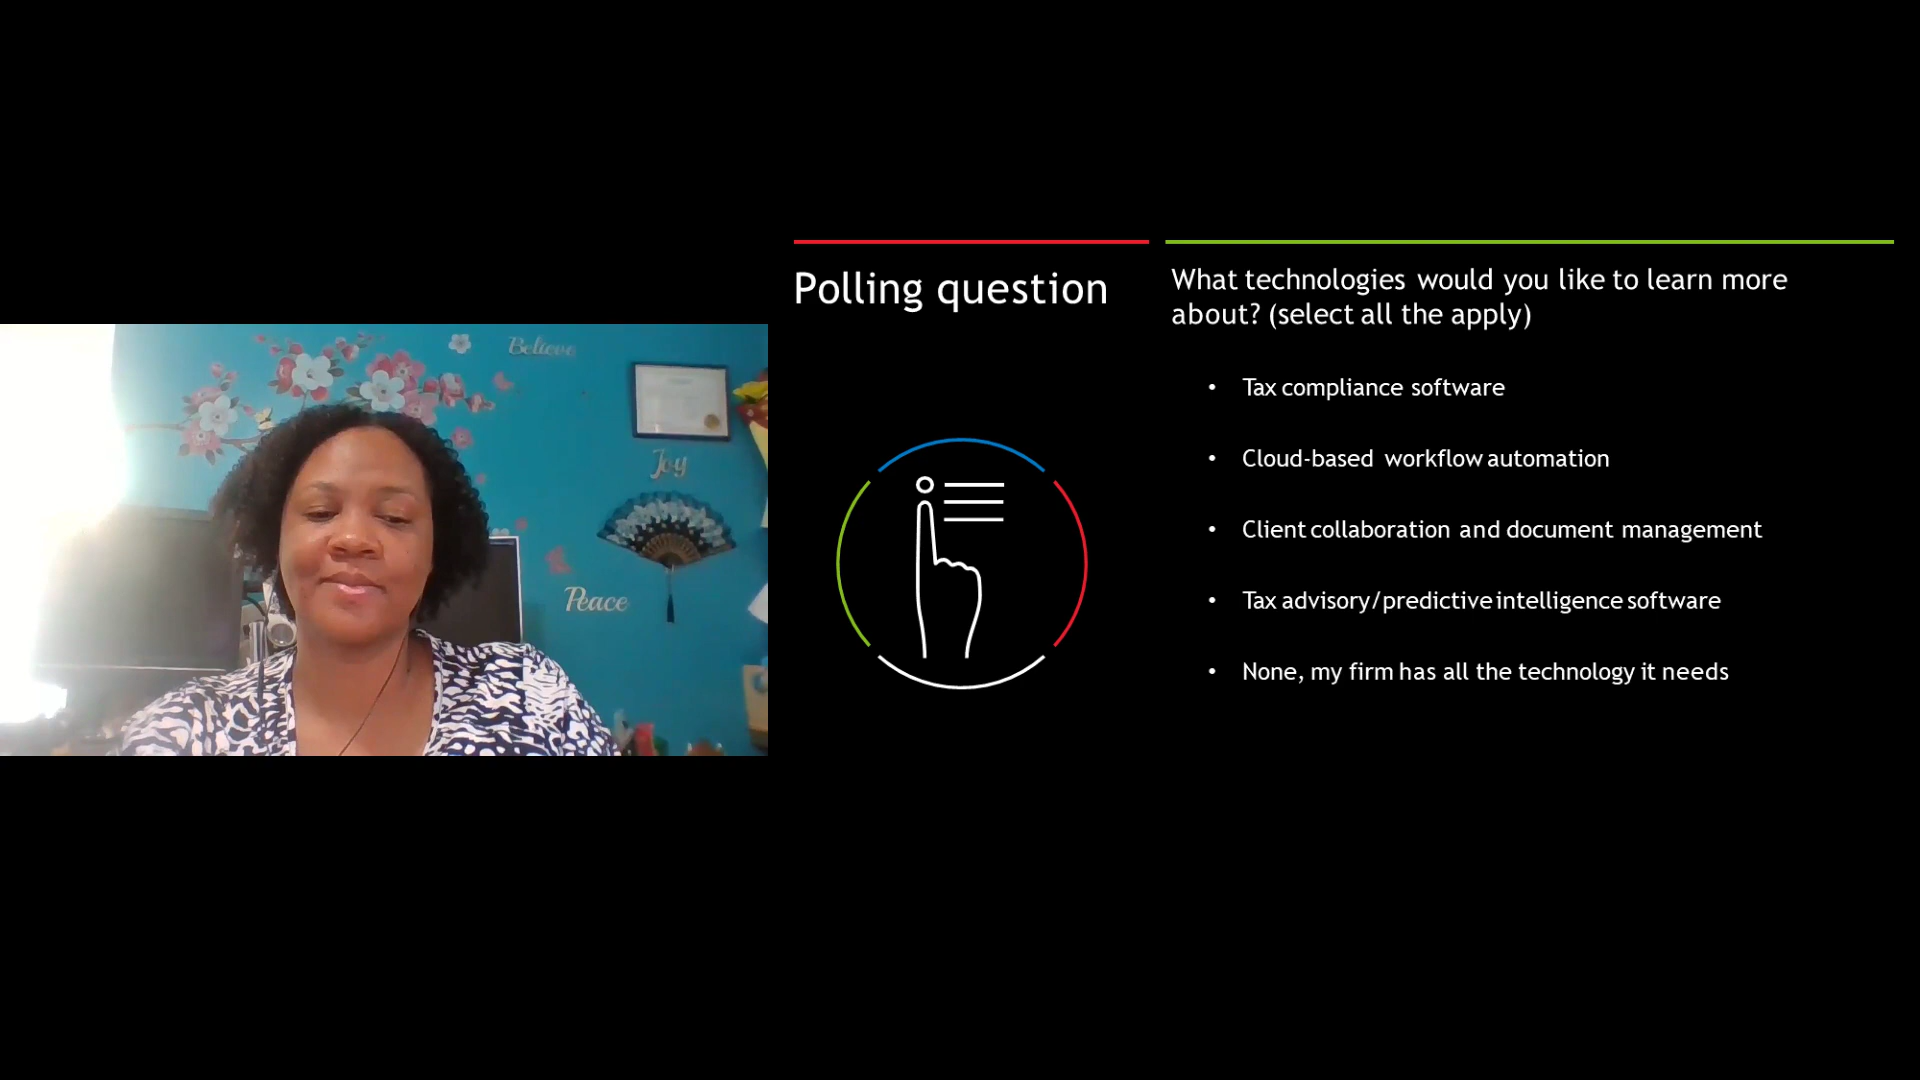 Believe
Joy
Peace
Polling question
What technologies would you like to learn more
about? (select all the apply)
• Tax compliance software
• Cloud-based workflow automation
• Client collaboration and document management
• Tax advisory/predictive intelligence software
• None, my firm has all the technology it needs